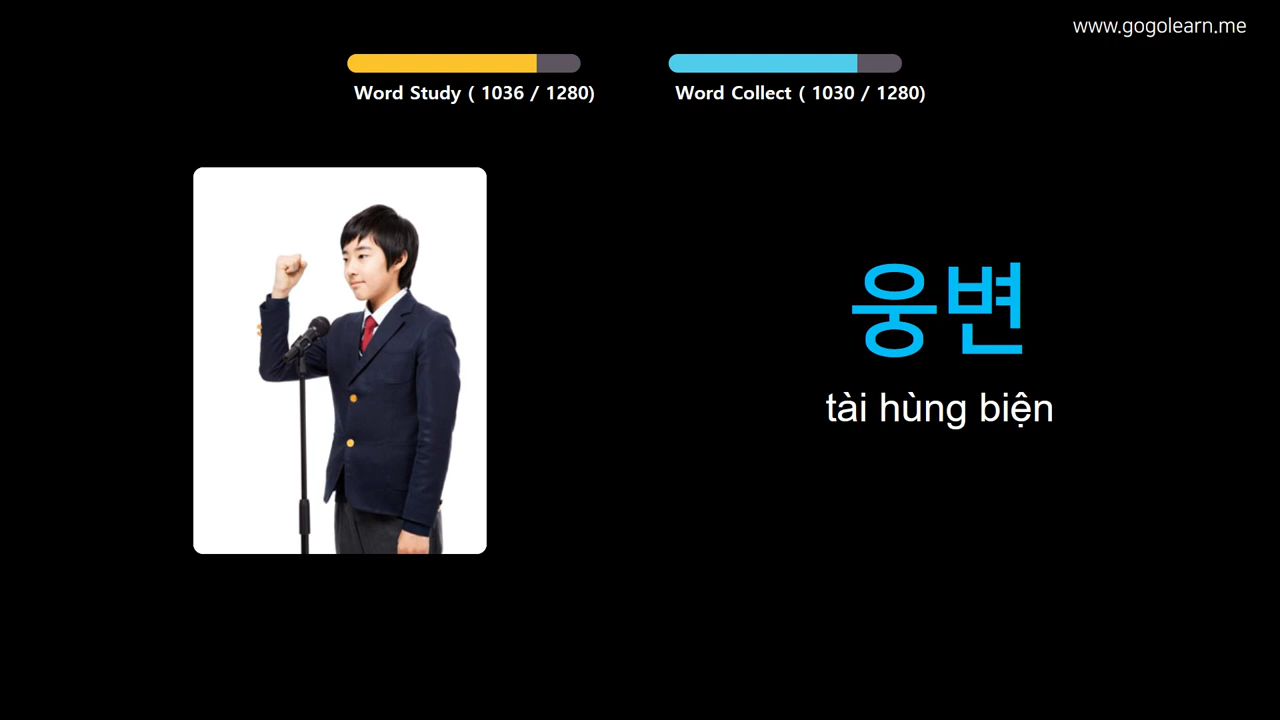 www.gogolearn.me
Word Study ( 1036 / 1280)
Word Collect ( 1030 / 1280)
웅변
tài hùng biện